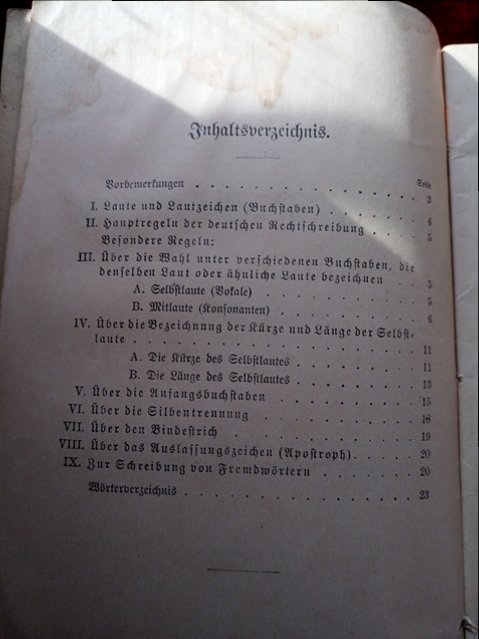 Inhaltsverzeichnis.
Seite
Vorbemerkungen . . . . . . . . . . . . 3
I. Laute und Lautzeichen (Buchstaben) . . . . . . 4
II. Hauptregeln der deutschen Rechtschreibung . . . . 5
Besondere Regeln:
III. Über die Wahl unter verschiedenen Buchstaben, die
denselben Laut oder ähnliche Laute bezeichnen . . 5
A. Selbstlaute (Vokale) . . . . . . . . 5
B. Mitlaute (Konsonanten) . . . . . . . 6
IV. Über die Bezeichnung der Kürze und Länge der Selbst-
laute . . . . . . . . . . . . . 11
A. Die Kürze des Selbstlautes . . . . . . 11
B. Die Länge des Selbstlautes . . . . . . 13
V. Über die Anfangsbuchstaben . . . . . . . 15
VI. Über die Silbentrennung . . . . . . . . 18
VII. Über den Bindestrich . . . . . . . . . 19
VIII. Über das Auslassungszeichen (Apostroph) . . . . 20
IX. Zur Schreibung von Fremdwörtern . . . . . . 20
Wörterverzeichnis . . . . . . . . . . . 23